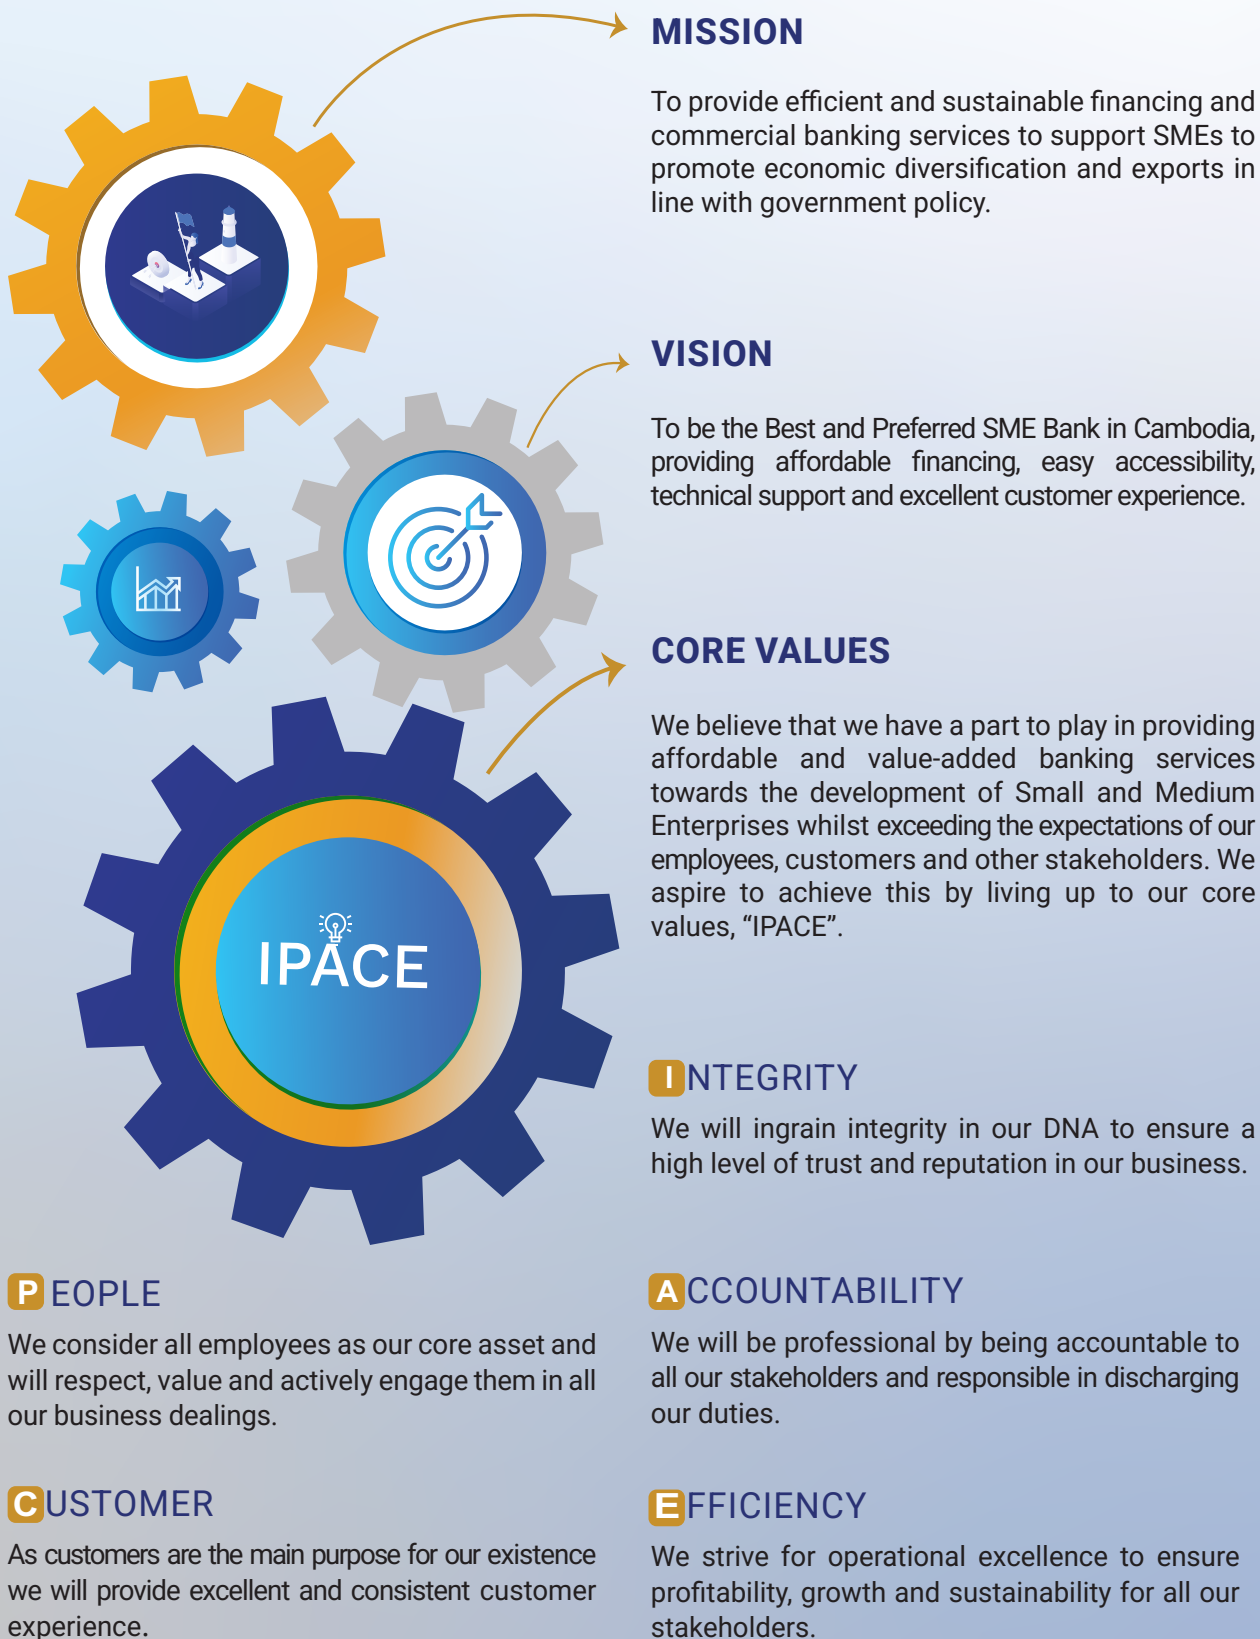 MISSION
To provide efficient and sustainable financing and
commercial banking services to support SMEs to
promote economic diversification and exports in
line with government policy.
VISION
To be the Best and Preferred SME Bank in Cambodia,
providing affordable financing, easy accessibility,
technical support and excellent customer experience.
CORE VALUES
We believe that we have a part to play in providing
affordable and value-added banking services
towards the development of Small and Medium
Enterprises whilst exceeding the expectations of our
employees, customers and other stakeholders. We
aspire to achieve this by living up to our core
values, “IPACE”.
IPACE
INTEGRITY
We will ingrain integrity in our DNA to ensure a
high level of trust and reputation in our business.
PEOPLE
We consider all employees as our core asset and
will respect, value and actively engage them in all
our business dealings.
ACCOUNTABILITY
We will be professional by being accountable to
all our stakeholders and responsible in discharging
our duties.
CUSTOMER
As customers are the main purpose for our existence
we will provide excellent and consistent customer
experience.
EFFICIENCY
We strive for operational excellence to ensure
profitability, growth and sustainability for all our
stakeholders.